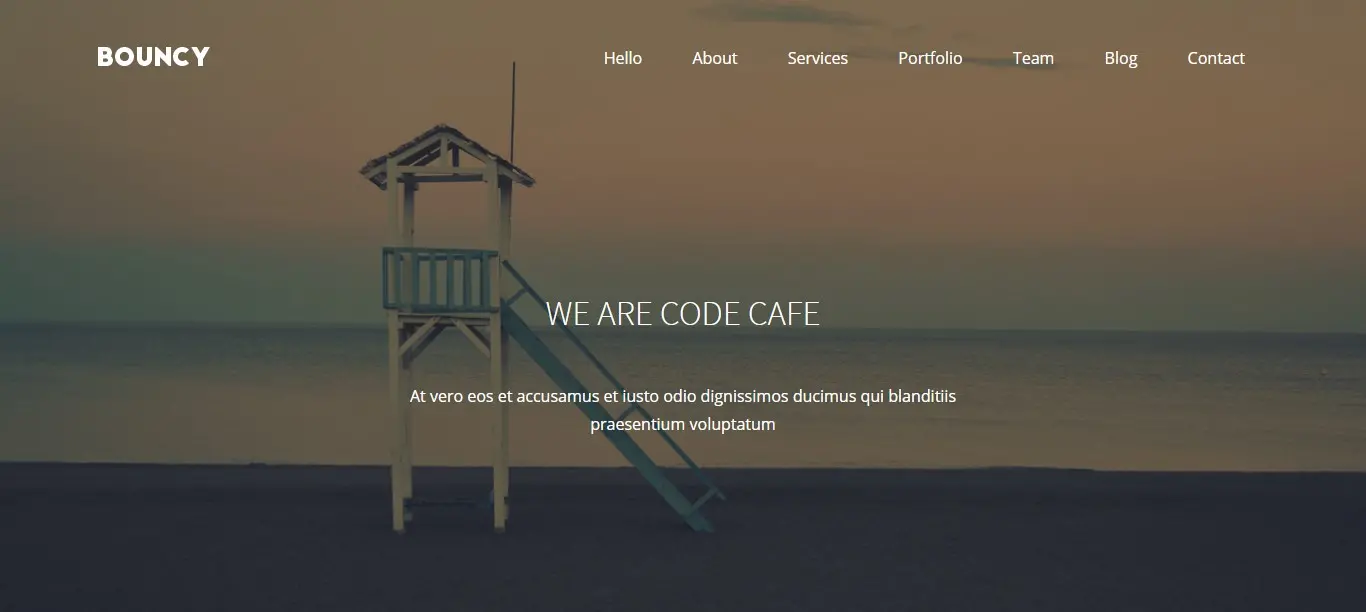 BOUNCY
Hello About Services Portfolio Team Blog Contact
WE ARE CODE CAFE
At vero eos et accusamus et iusto odio dignissimos ducimus qui blanditiis
praesentium voluptatum